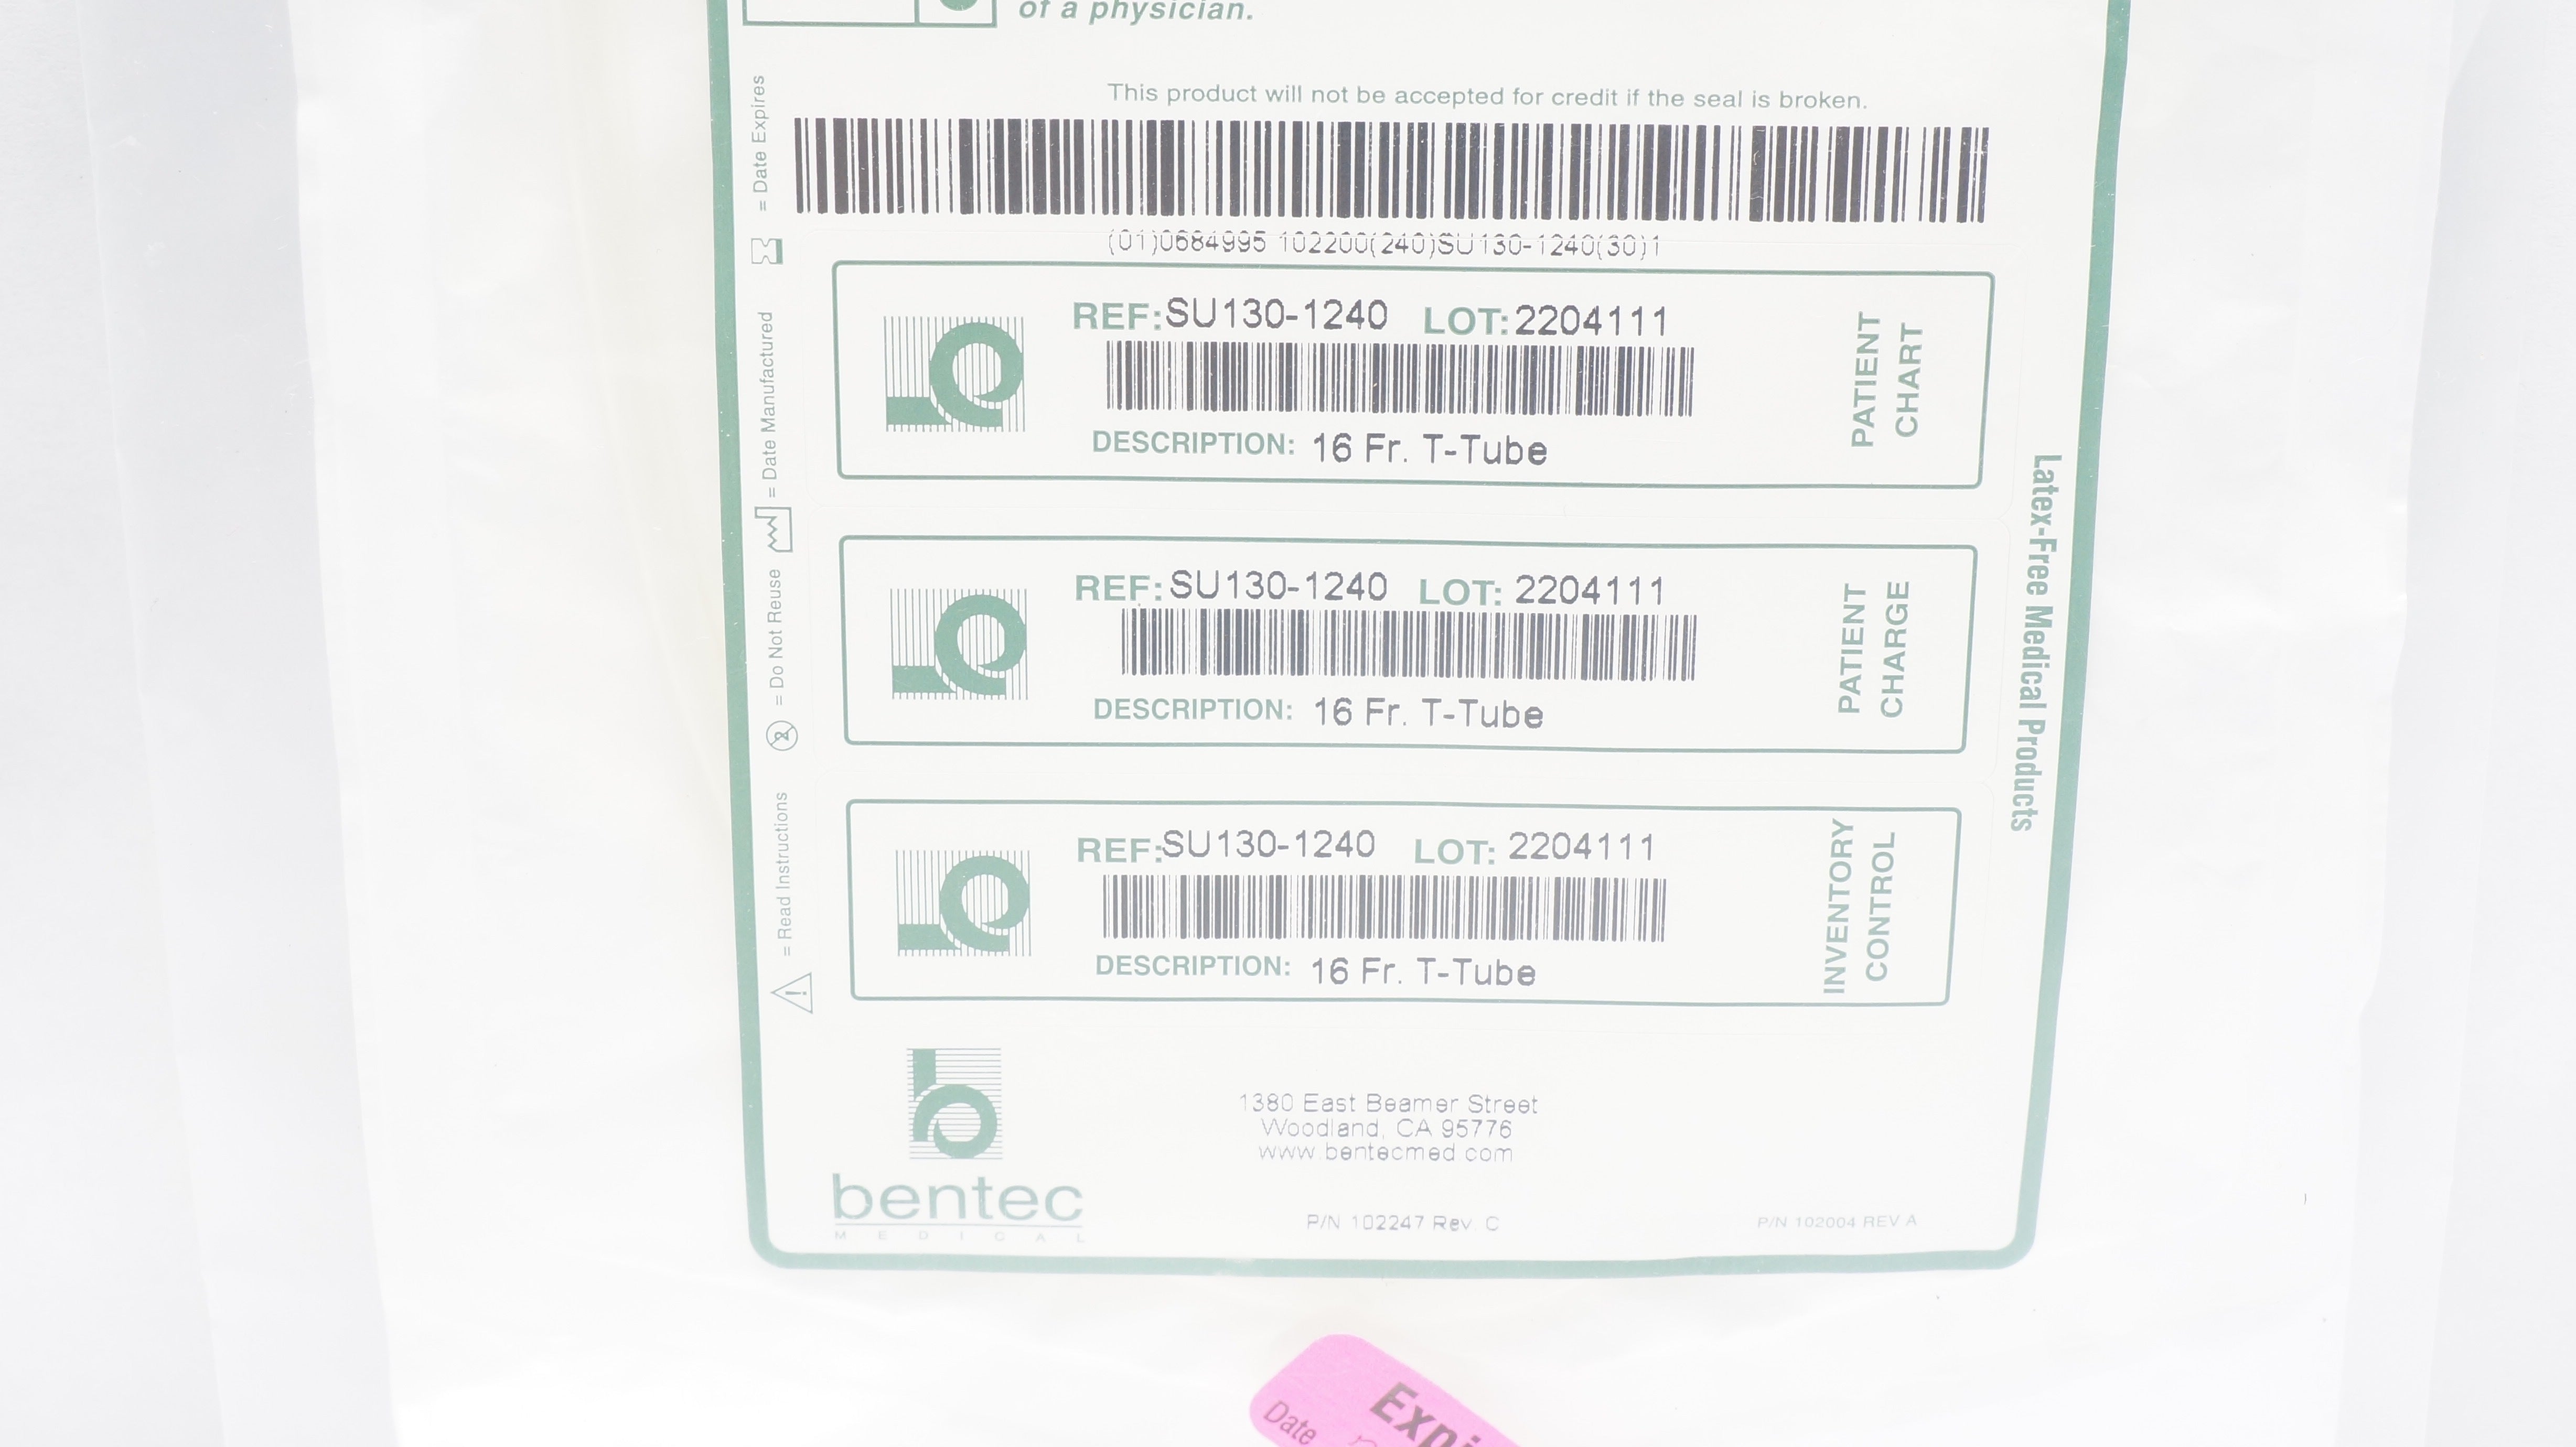 of a physician.
This product will not be accepted for credit if the seal is broken.
(01)0684995 102200(240)SU130-1240(30)1
REF:SU130-1240 LOT:2204111
DESCRIPTION: 16 Fr. T-Tube
PATIENT
CHART
REF:SU130-1240 LOT: 2204111
DESCRIPTION: 16 Fr. T-Tube
PATIENT
CHARGE
REF:SU130-1240 LOT: 2204111
DESCRIPTION: 16 Fr. T-Tube
INVENTORY
CONTROL
= Read Instructions
= Do Not Reuse
= Date Manufactured
= Date Expires
Latex-Free Medical Products
bentec
MEDICAL
1380 East Beamer Street
Woodland, CA 95776
www.bentecmed.com
P/N 102247 Rev C
P/N 102004 REV A
Date